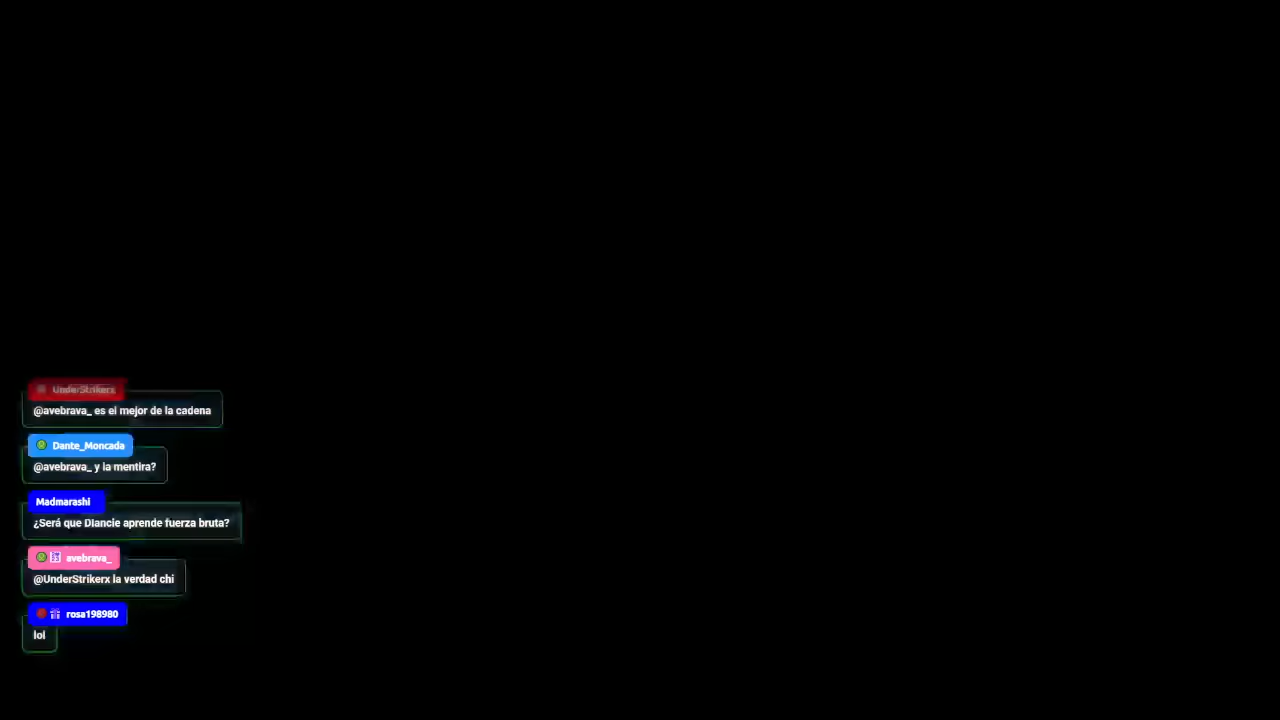 UnderStrikerx
@avebrava_ es el mejor de la cadena
Dante_Moncada
@avebrava_ y la mentira?
Madmarashi
¿Será que Diancie aprende fuerza bruta?
avebrava_
@UnderStrikerx la verdad chi
rosa198980
lol